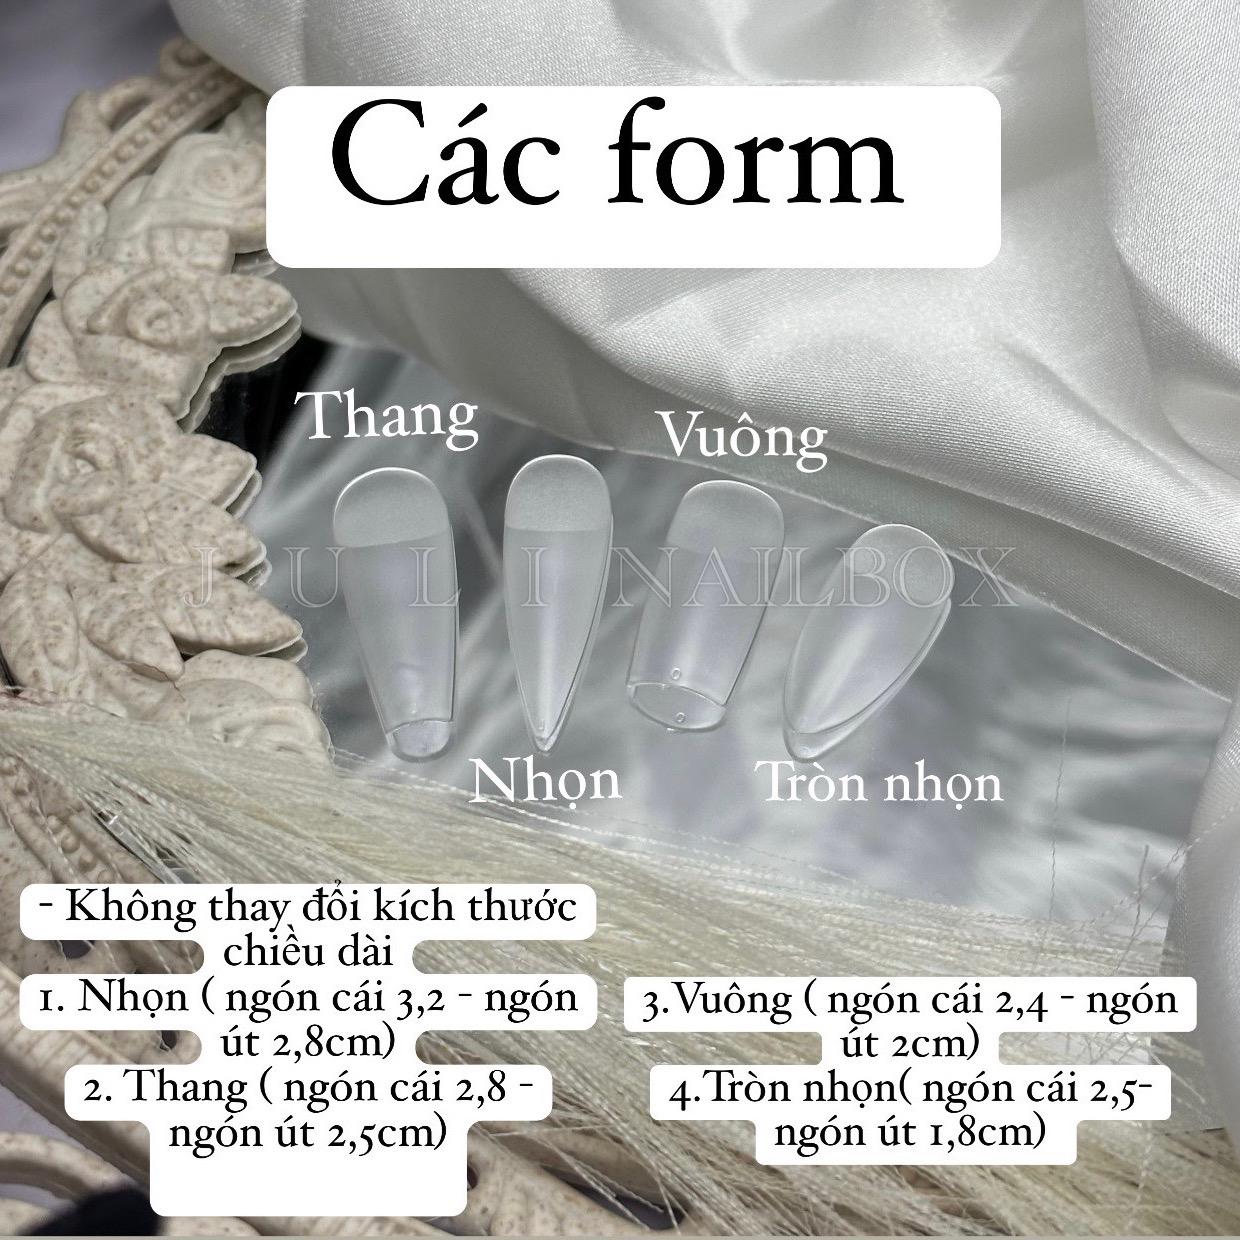 Các form
Thang
Vuông
J U L I NAILBOX
Nhọn
Tròn nhọn
- Không thay đổi kích thước
chiều dài
1. Nhọn ( ngón cái 3,2 - ngón
út 2,8cm)
2. Thang ( ngón cái 2,8 -
ngón út 2,5cm)
3.Vuông ( ngón cái 2,4 - ngón
út 2cm)
4.Tròn nhọn( ngón cái 2,5-
ngón út 1,8cm)